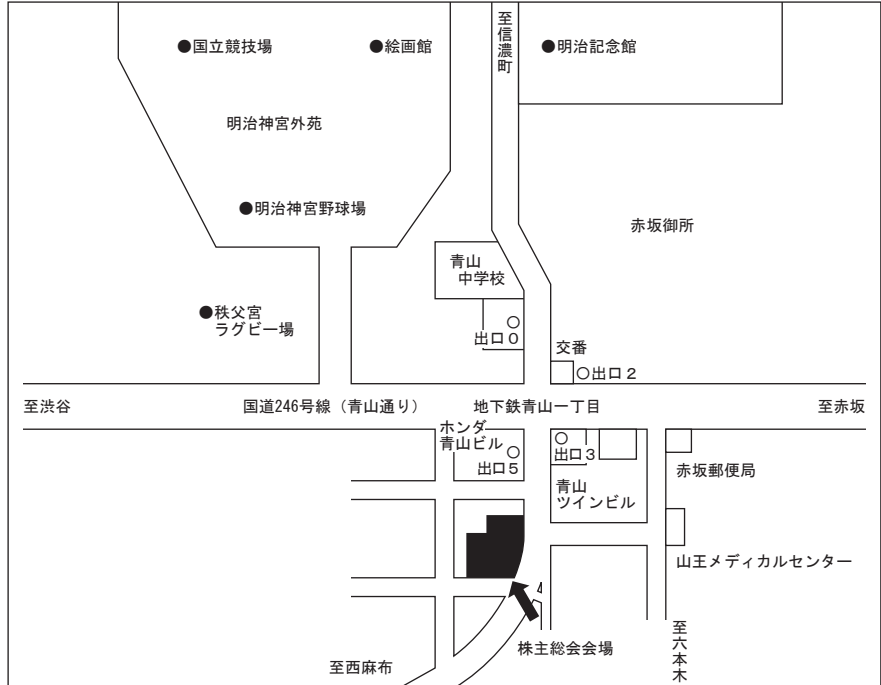 至信濃町
●国立競技場
●絵画館
●明治記念館
明治神宮外苑
●明治神宮野球場
赤坂御所
青山
中学校
●秩父宮
ラグビー場
出口0
交番
出口2
至渋谷
国道246号線（青山通り）
地下鉄青山一丁目
至赤坂
ホンダ
青山ビル
出口5
出口3
青山
ツインビル
赤坂郵便局
山王メディカルセンター
株主総会会場
至西麻布
至六本木